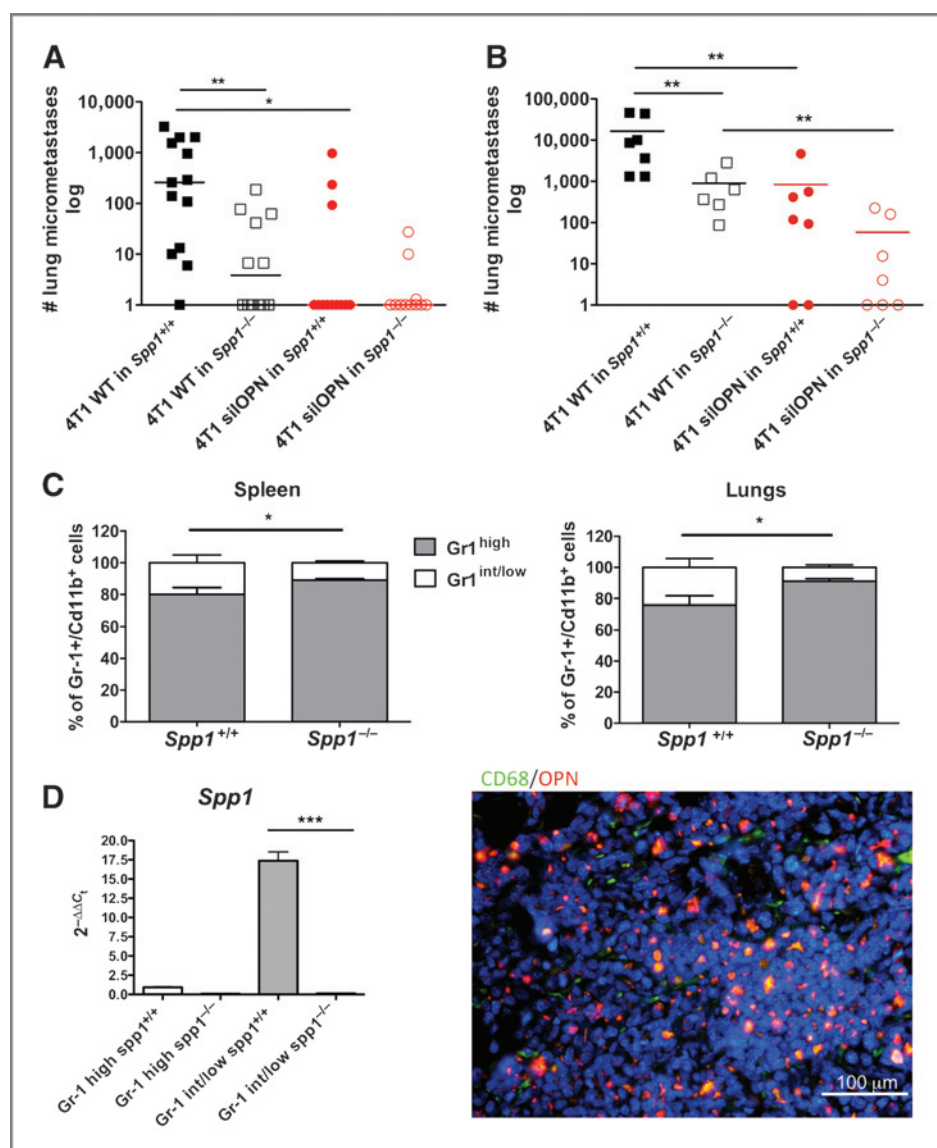 A
**
*
10,000
1,000
100
10
1
# lung micrometastases
log
4T1 WT in Spp1+/+
4T1 WT in Spp1−/−
4T1 silOPN in Spp1+/+
4T1 silOPN in Spp1−/−
B
**
**
**
100,000
10,000
1,000
100
10
1
# lung micrometastases
log
4T1 WT in Spp1+/+
4T1 WT in Spp1−/−
4T1 silOPN in Spp1+/+
4T1 silOPN in Spp1−/−
C
Spleen
*
120
100
80
60
40
20
0
% of Gr-1+/Cd11b+ cells
Spp1+/+
Spp1−/−
Gr1high
Gr1int/low
Lungs
*
120
100
80
60
40
20
0
% of Gr-1+/Cd11b+ cells
Spp1 +/+
Spp1−/−
D
Spp1
***
20.0
17.5
15.0
12.5
10.0
7.5
5.0
2.5
0.0
2−ΔΔCt
Gr-1 high spp1+/+
Gr-1 high spp1−/−
Gr-1 int/low spp1+/+
Gr-1 int/low spp1−/−
CD68/OPN
100 μm